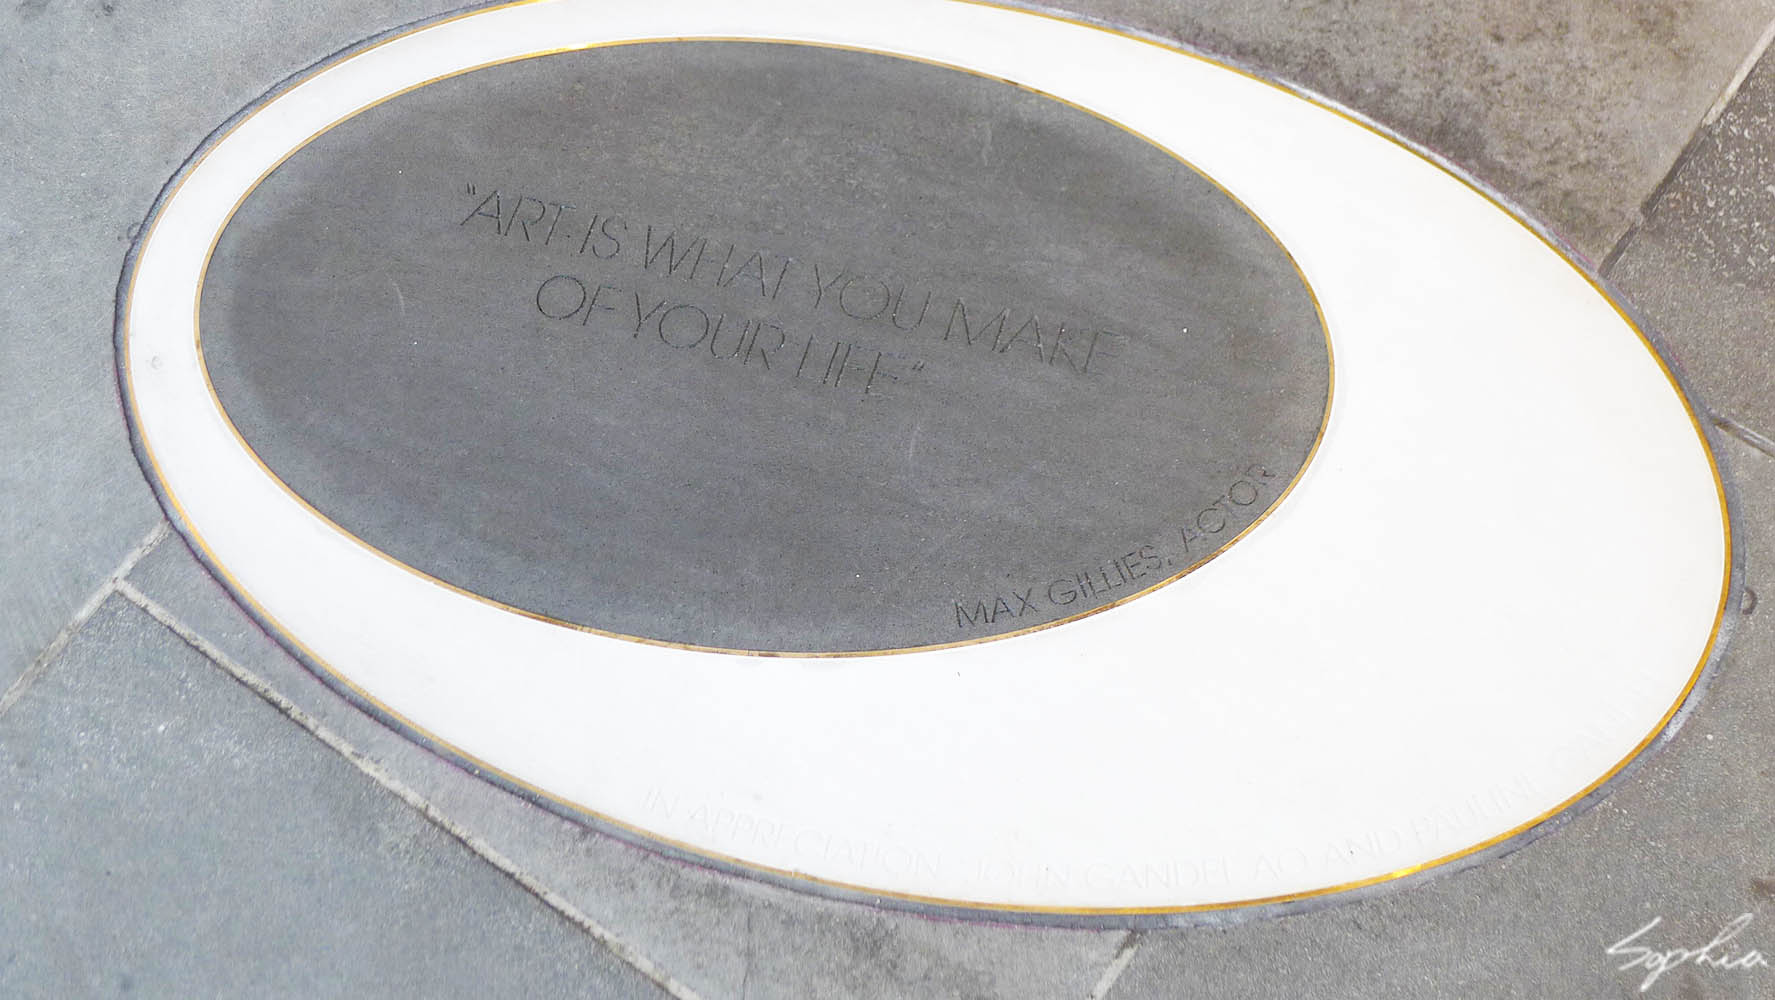 "ART IS WHAT YOU MAKE
OF YOUR LIFE"
MAX GILLIES, ACTOR
IN APPRECIATION, JOHN GANDEL AO AND PAULINE GANDEL
Sophia